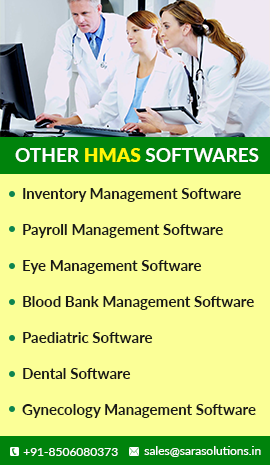 OTHER HMAS SOFTWARES
Inventory Management Software
Payroll Management Software
Eye Management Software
Blood Bank Management Software
Paediatric Software
Dental Software
Gynecology Management Software
+91-8506080373 sales@sarasolutions.in